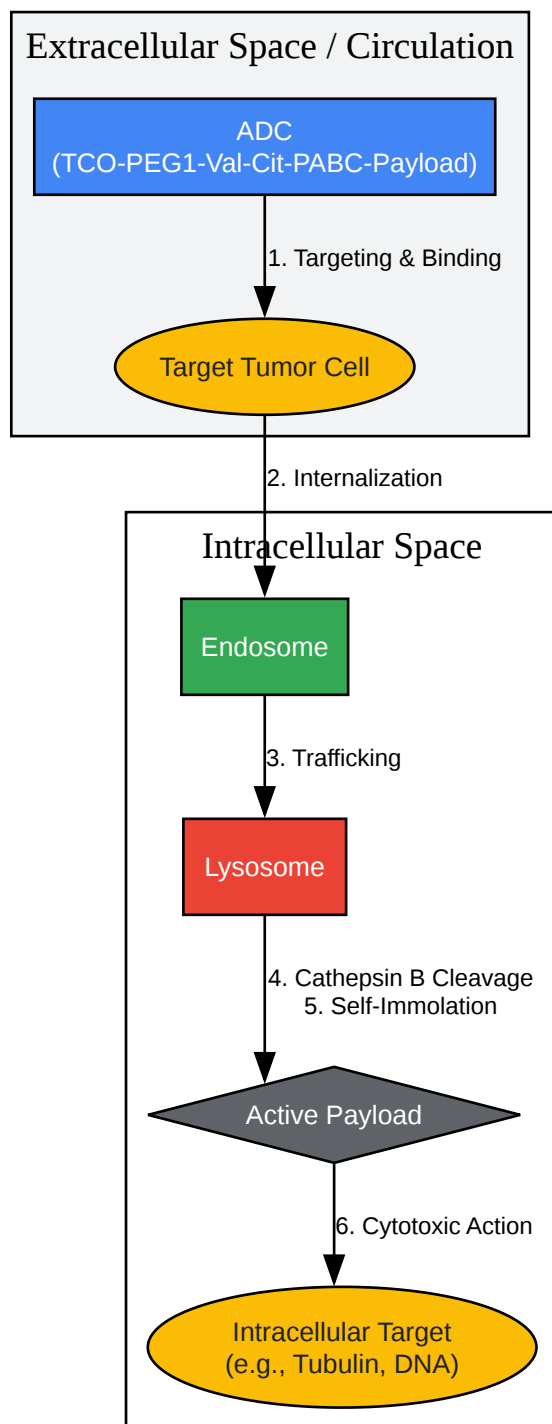 Extracellular Space / Circulation
ADC
(TCO-PEG1-Val-Cit-PABC-Payload)
1. Targeting & Binding
Target Tumor Cell
2. Internalization
Intracellular Space
Endosome
3. Trafficking
Lysosome
4. Cathepsin B Cleavage
5. Self-Immolation
Active Payload
6. Cytotoxic Action
Intracellular Target
(e.g., Tubulin, DNA)